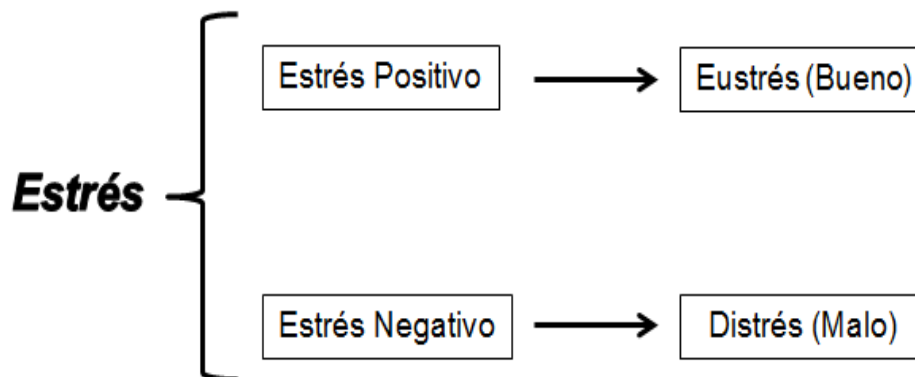 Estrés Positivo
Eustrés (Bueno)
Estrés
Estrés Negativo
Distrés (Malo)